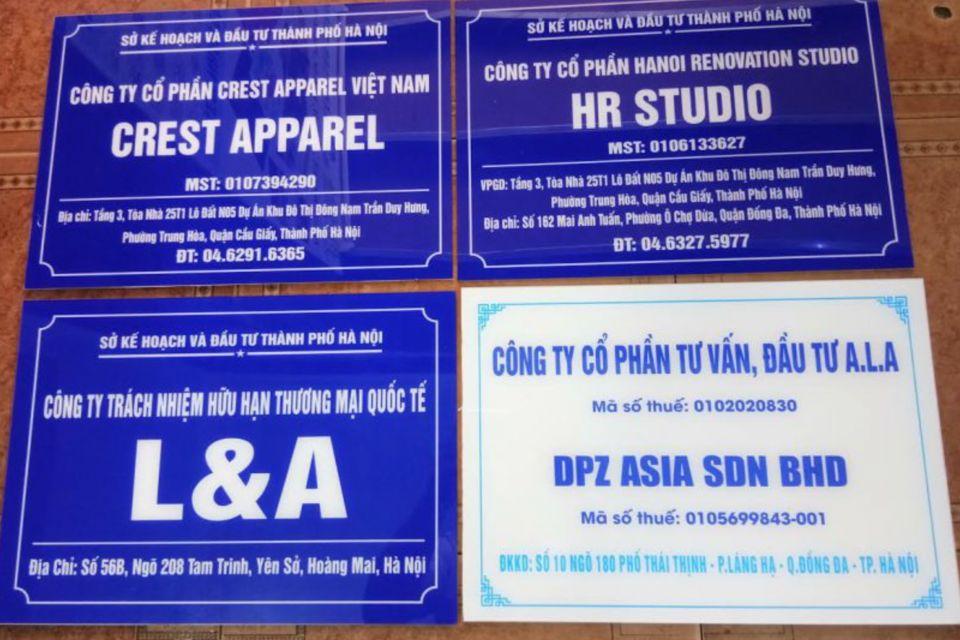 SỞ KẾ HOẠCH VÀ ĐẦU TƯ THÀNH PHỐ HÀ NỘI
CÔNG TY CỔ PHẦN CREST APPAREL VIỆT NAM
CREST APPAREL
MST: 0107394290
Địa chỉ: Tầng 3, Tòa Nhà 25T1 Lô Đất N05 Dự Án Khu Đô Thị Đông Nam Trần Duy Hưng,
Phường Trung Hòa, Quận Cầu Giấy, Thành Phố Hà Nội
ĐT: 04.6291.6365
SỞ KẾ HOẠCH VÀ ĐẦU TƯ THÀNH PHỐ HÀ NỘI
CÔNG TY CỔ PHẦN HANOI RENOVATION STUDIO
HR STUDIO
MST: 0106133627
VPGD: Tầng 3, Tòa Nhà 25T1 Lô Đất N05 Dự Án Khu Đô Thị Đông Nam Trần Duy Hưng,
Phường Trung Hòa, Quận Cầu Giấy, Thành Phố Hà Nội
Địa chỉ: Số 162 Mai Anh Tuấn, Phường Ô Chợ Dừa, Quận Đống Đa, Thành Phố Hà Nội
ĐT: 04.6327.5977
SỞ KẾ HOẠCH VÀ ĐẦU TƯ THÀNH PHỐ HÀ NỘI
CÔNG TY TRÁCH NHIỆM HỮU HẠN THƯƠNG MẠI QUỐC TẾ
L&A
Địa Chỉ: Số 56B, Ngõ 208 Tam Trinh, Yên Sở, Hoàng Mai, Hà Nội
CÔNG TY CỔ PHẦN TƯ VẤN, ĐẦU TƯ A.L.A
Mã số thuế: 0102020830
DPZ ASIA SDN BHD
Mã số thuế: 0105699843-001
ĐKKD: SỐ 10 NGÕ 180 PHỐ THÁI THỊNH - P.LÁNG HẠ - Q.ĐỐNG ĐA - TP. HÀ NỘI